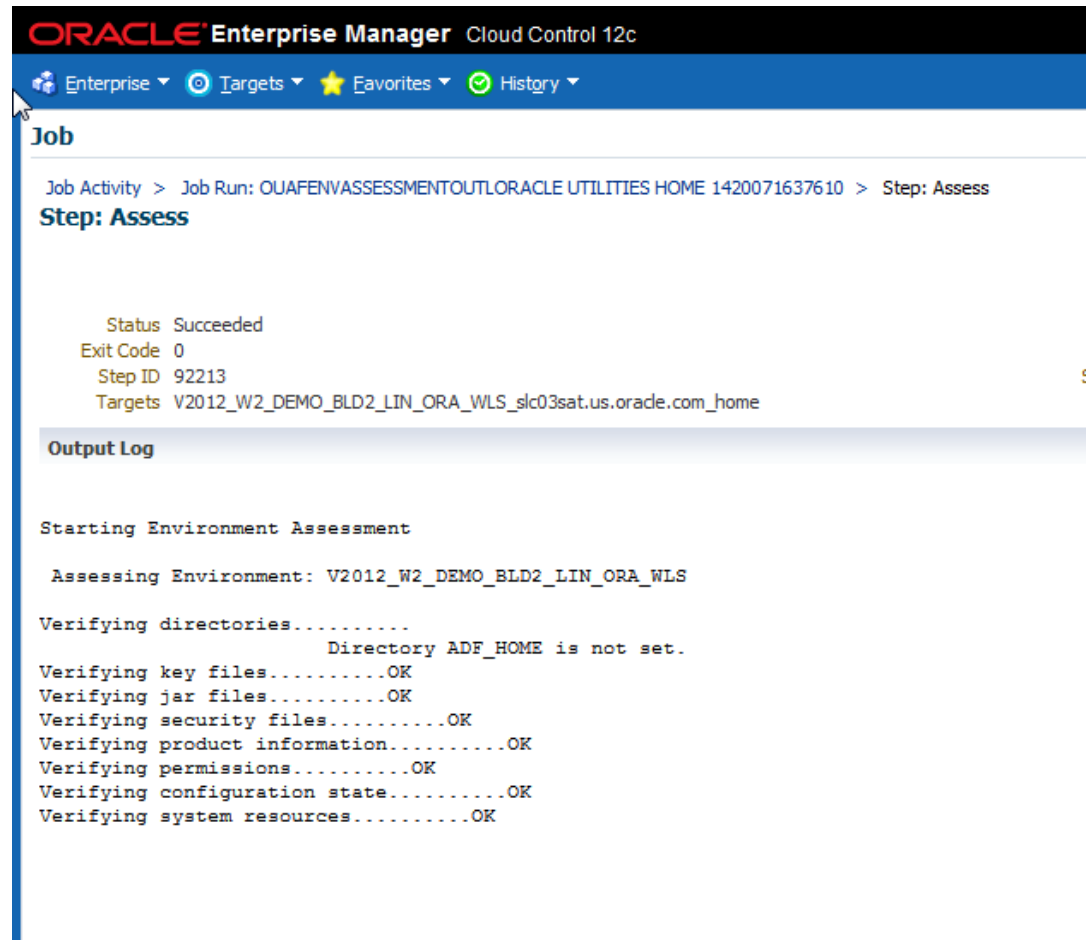 ORACLE Enterprise Manager Cloud Control 12c
Enterprise Targets Favorites History
Job
Job Activity > Job Run: OUAFENVASSESSMENTOUTLORACLE UTILITIES HOME 1420071637610 > Step: Assess
Step: Assess
Status Succeeded
Exit Code 0
Step ID 92213
S
Targets V2012_W2_DEMO_BLD2_LIN_ORA_WLS_slc03sat.us.oracle.com_home
Output Log
Starting Environment Assessment
Assessing Environment: V2012_W2_DEMO_BLD2_LIN_ORA_WLS
Verifying directories..........
Directory ADF_HOME is not set.
Verifying key files..........OK
Verifying jar files..........OK
Verifying security files..........OK
Verifying product information..........OK
Verifying permissions..........OK
Verifying configuration state..........OK
Verifying system resources..........OK